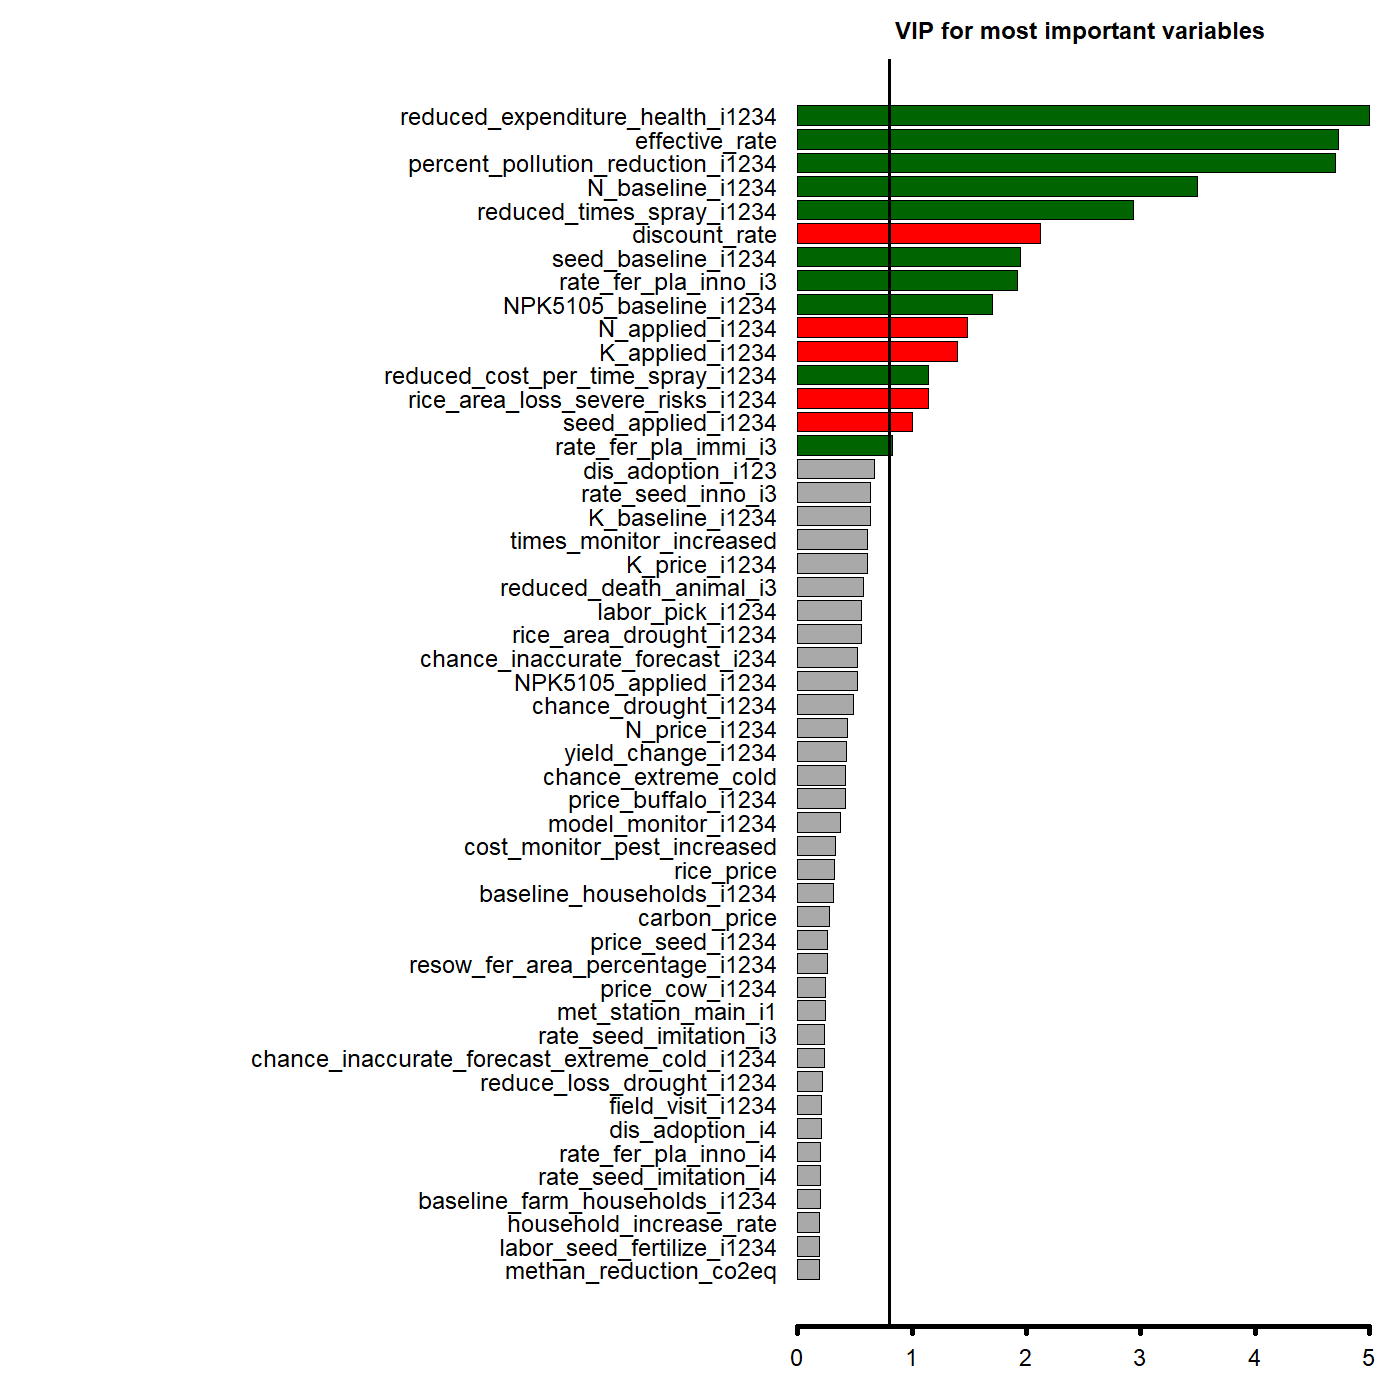 VIP for most important variables
reduced_expenditure_health_i1234
effective_rate
percent_pollution_reduction_i1234
N_baseline_i1234
reduced_times_spray_i1234
discount_rate
seed_baseline_i1234
rate_fer_pla_inno_i3
NPK5105_baseline_i1234
N_applied_i1234
K_applied_i1234
reduced_cost_per_time_spray_i1234
rice_area_loss_severe_risks_i1234
seed_applied_i1234
rate_fer_pla_immi_i3
dis_adoption_i123
rate_seed_inno_i3
K_baseline_i1234
times_monitor_increased
K_price_i1234
reduced_death_animal_i3
labor_pick_i1234
rice_area_drought_i1234
chance_inaccurate_forecast_i234
NPK5105_applied_i1234
chance_drought_i1234
N_price_i1234
yield_change_i1234
chance_extreme_cold
price_buffalo_i1234
model_monitor_i1234
cost_monitor_pest_increased
rice_price
baseline_households_i1234
carbon_price
price_seed_i1234
resow_fer_area_percentage_i1234
price_cow_i1234
met_station_main_i1
rate_seed_imitation_i3
chance_inaccurate_forecast_extreme_cold_i1234
reduce_loss_drought_i1234
field_visit_i1234
dis_adoption_i4
rate_fer_pla_inno_i4
rate_seed_imitation_i4
baseline_farm_households_i1234
household_increase_rate
labor_seed_fertilize_i1234
methan_reduction_co2eq
0 1 2 3 4 5